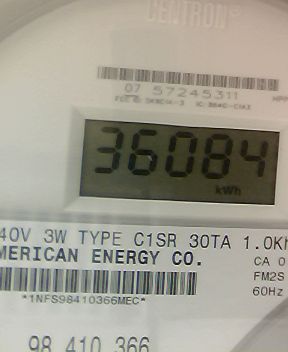 CENTRON®
07 57245311
36084
kWh
40V 3W TYPE C1SR 30TA 1.0Kh
MERICAN ENERGY CO.
CA 0
FM2S
*1NFS98410366MEC*
60Hz
98 410 366